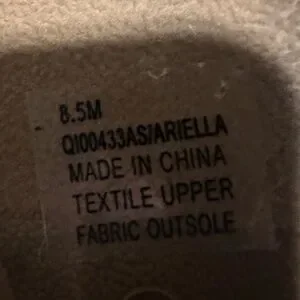 8.5M
QI00433AS/ARIELLA
MADE IN CHINA
TEXTILE UPPER
FABRIC OUTSOLE